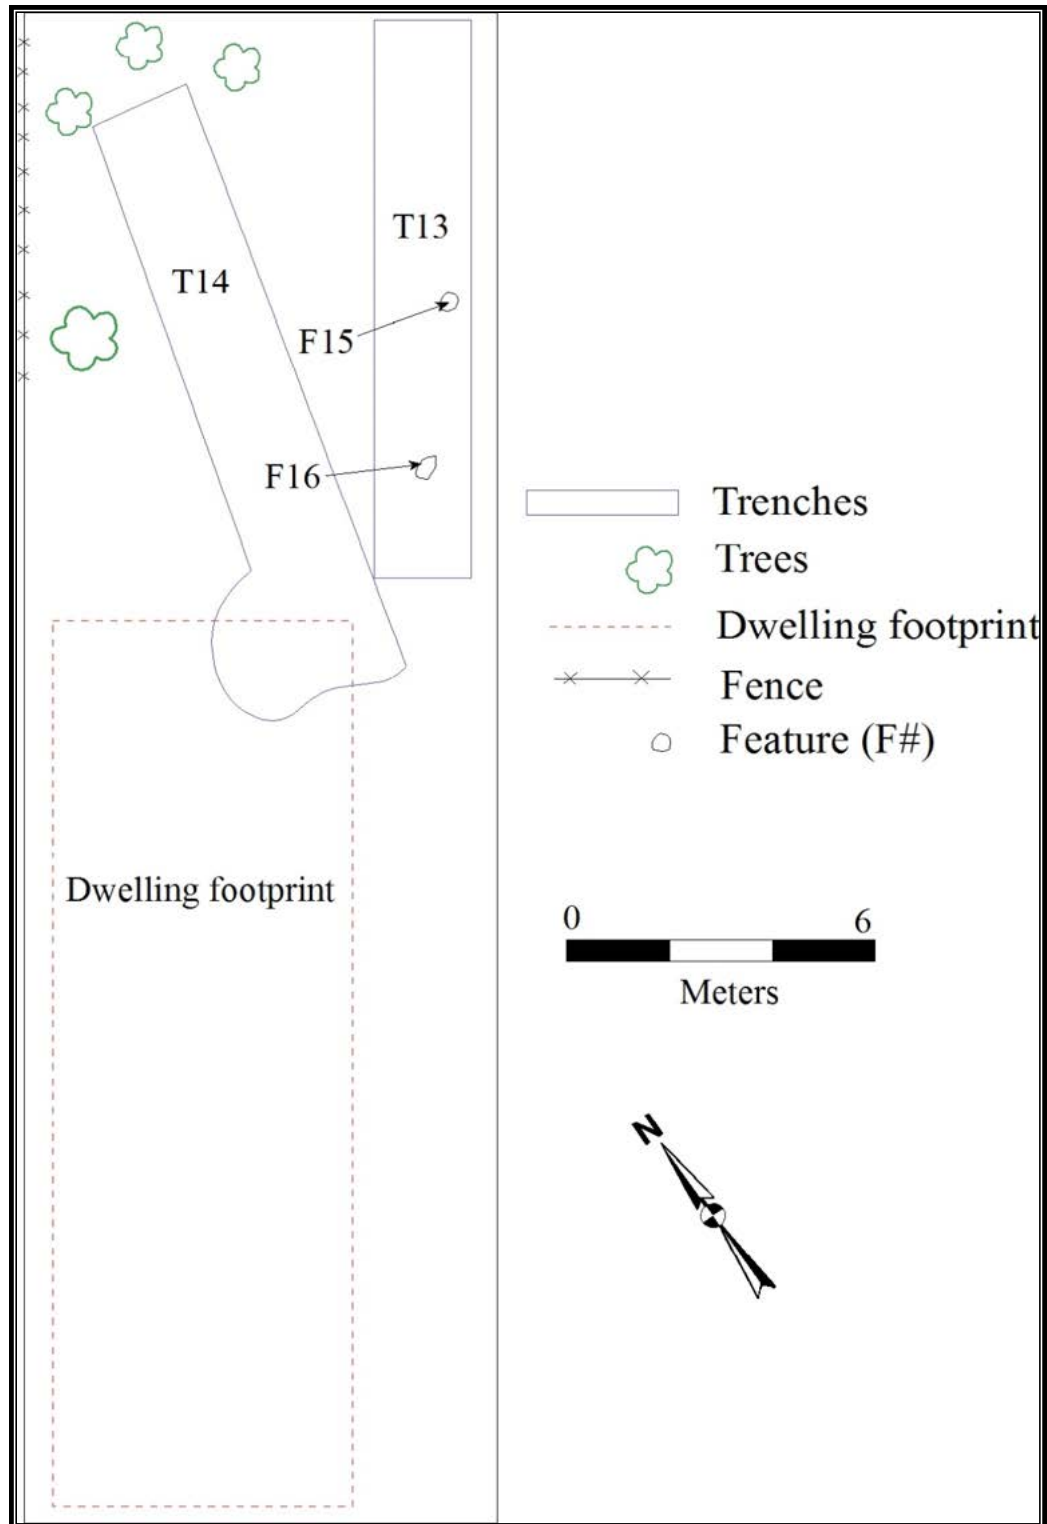 T13
T14
F15
F16
Trenches
Trees
Dwelling footprint
Fence
Feature (F#)
Dwelling footprint
0 6
Meters
N